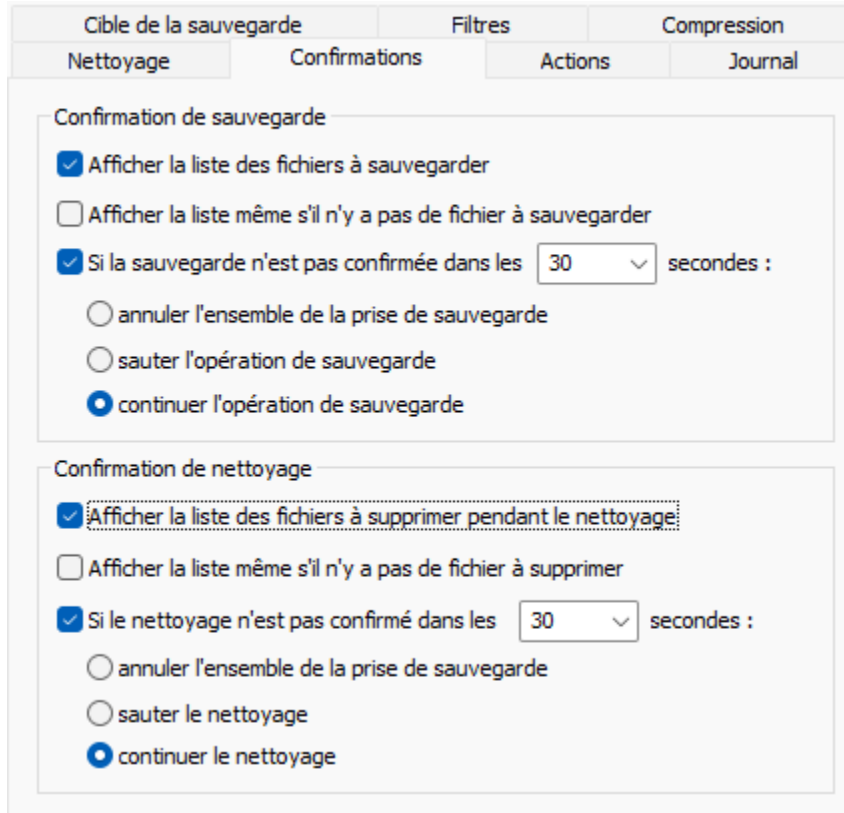 Cible de la sauvegarde Filtres Compression
Nettoyage Confirmations Actions Journal
Confirmation de sauvegarde
Afficher la liste des fichiers à sauvegarder
Afficher la liste même s'il n'y a pas de fichier à sauvegarder
Si la sauvegarde n'est pas confirmée dans les 30 secondes :
annuler l'ensemble de la prise de sauvegarde
sauter l'opération de sauvegarde
continuer l'opération de sauvegarde
Confirmation de nettoyage
Afficher la liste des fichiers à supprimer pendant le nettoyage
Afficher la liste même s'il n'y a pas de fichier à supprimer
Si le nettoyage n'est pas confirmé dans les 30 secondes :
annuler l'ensemble de la prise de sauvegarde
sauter le nettoyage
continuer le nettoyage